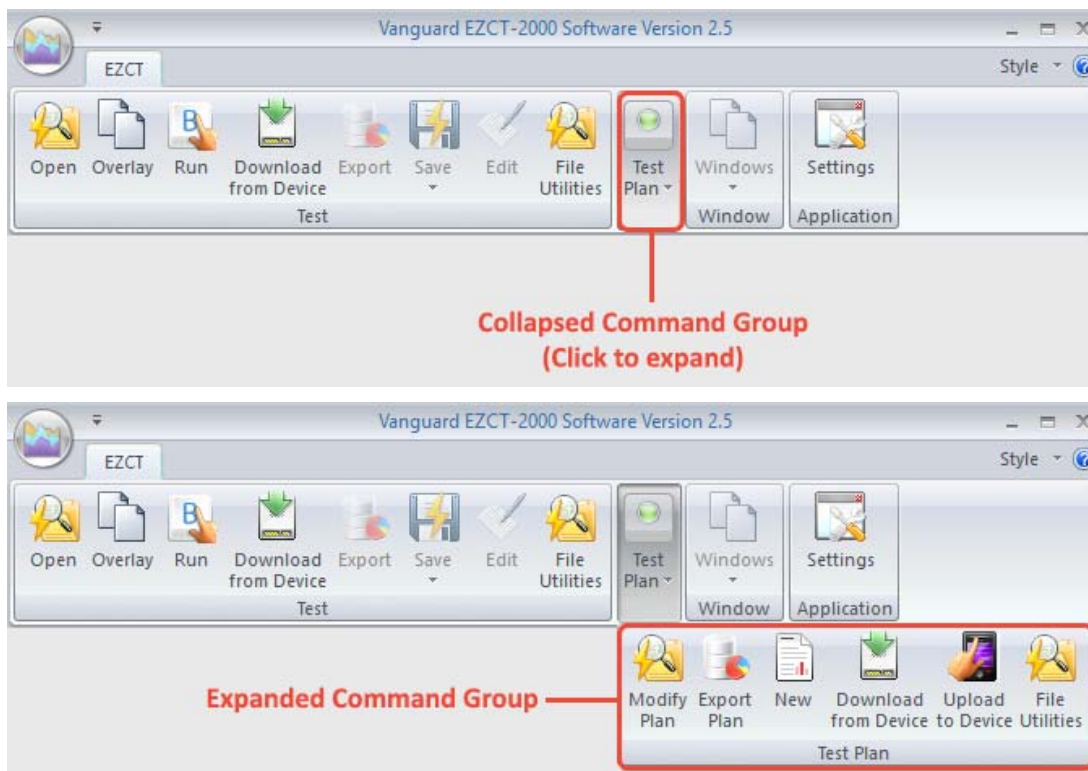 Vanguard EZCT-2000 Software Version 2.5
EZCT
Style
Open Overlay Run Download from Device Export Save Edit File Utilities Test Plan Windows Settings
Test Window Application
Collapsed Command Group
(Click to expand)
Vanguard EZCT-2000 Software Version 2.5
EZCT
Style
Open Overlay Run Download from Device Export Save Edit File Utilities Test Plan Windows Settings
Test Window Application
Expanded Command Group
Modify Plan Export Plan New Download from Device Upload to Device File Utilities
Test Plan